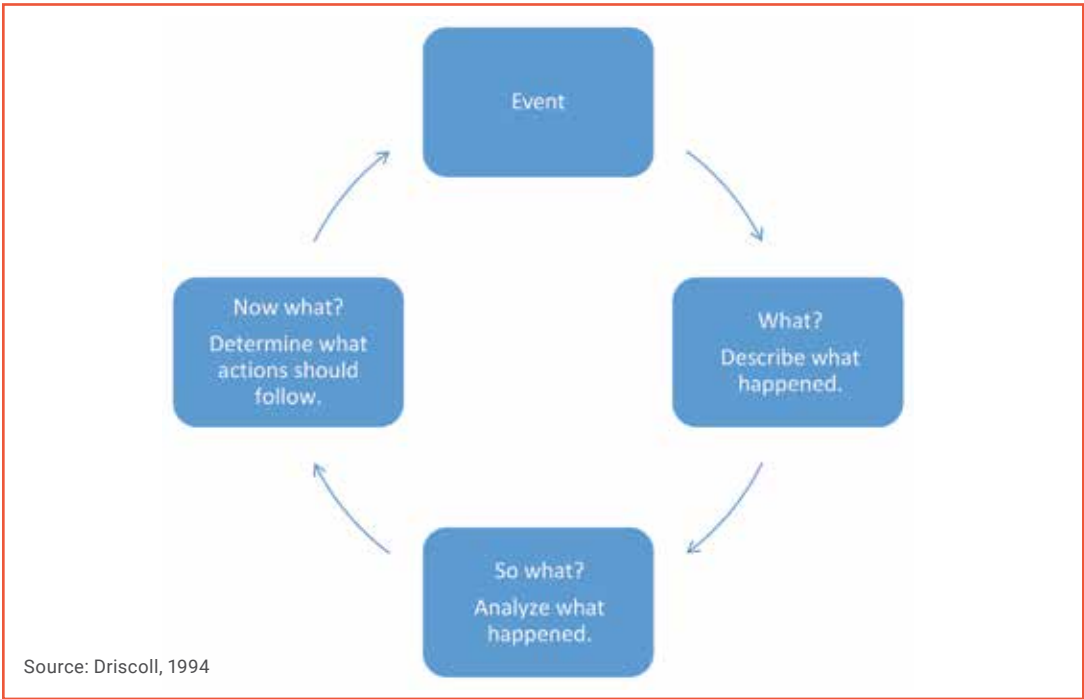 Event
What?
Describe what
happened.
So what?
Analyze what
happened.
Now what?
Determine what
actions should
follow.
Source: Driscoll, 1994